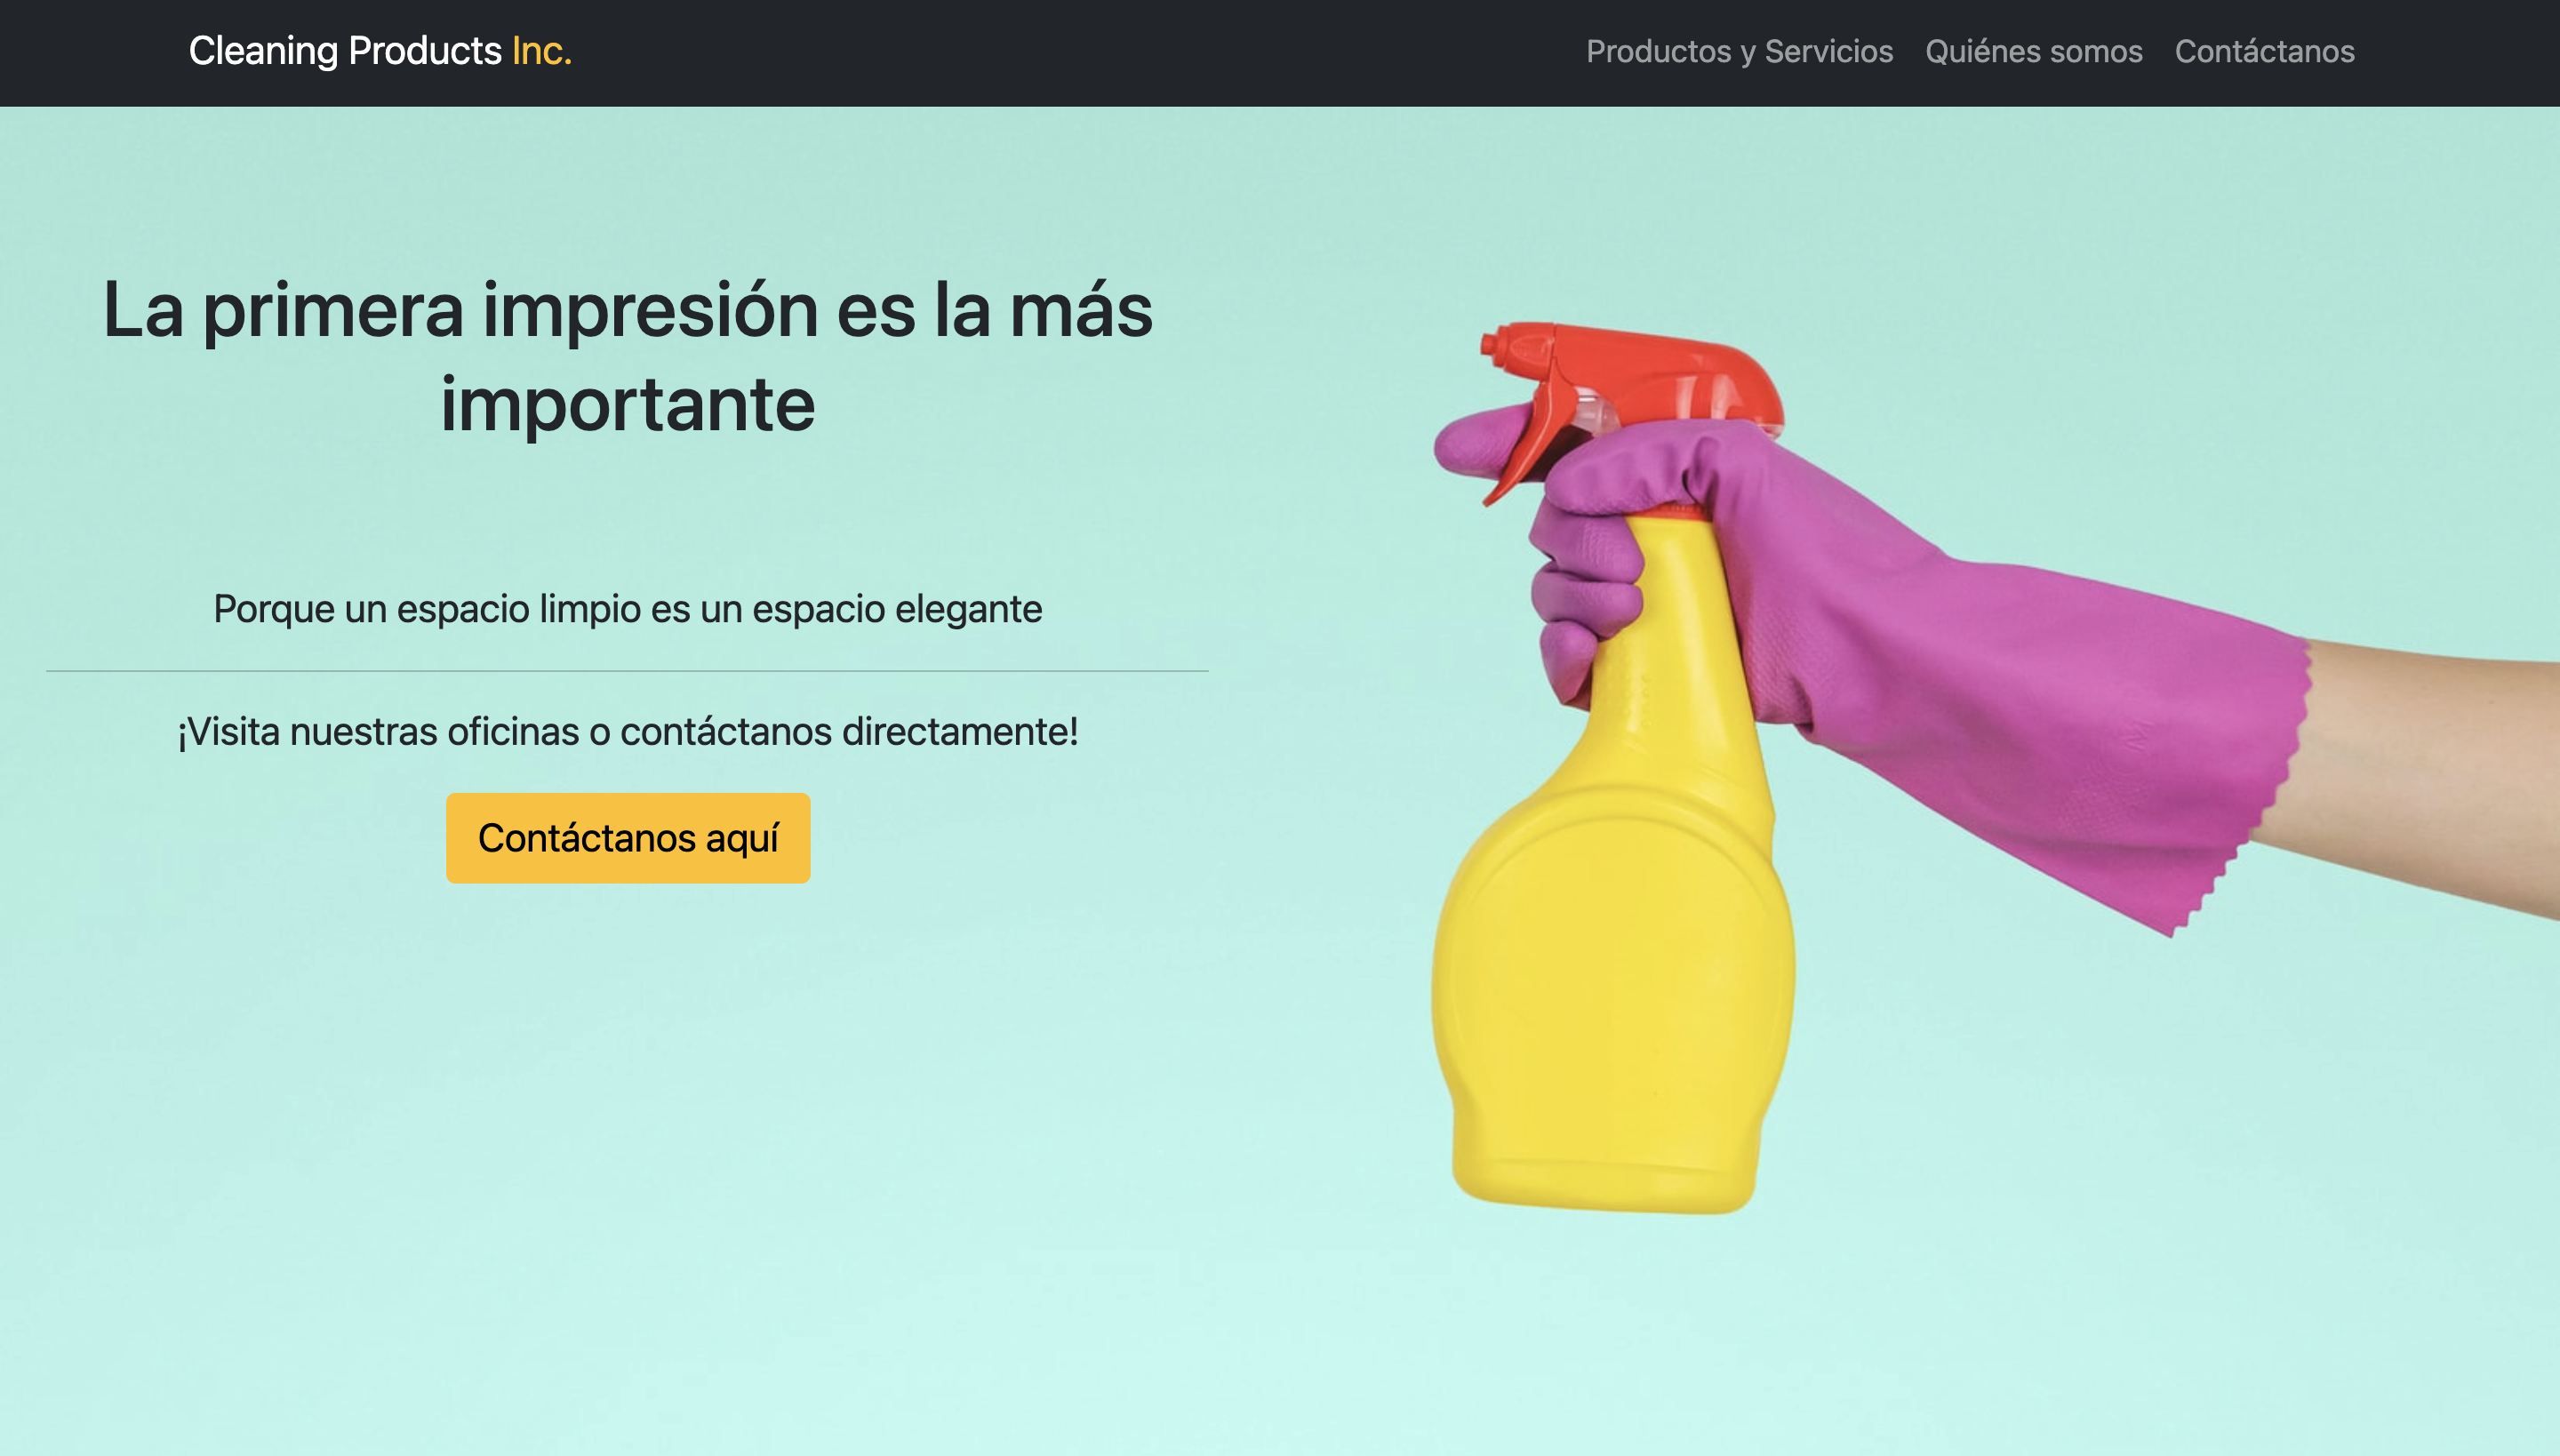 Cleaning Products Inc.
Productos y Servicios Quiénes somos Contáctanos
La primera impresión es la más
importante
Porque un espacio limpio es un espacio elegante
¡Visita nuestras oficinas o contáctanos directamente!
Contáctanos aquí